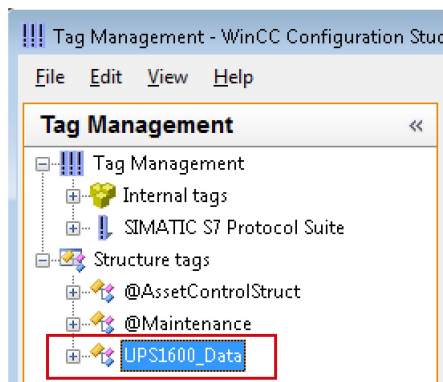 Tag Management - WinCC Configuration Stu
File Edit View Help
Tag Management «
Tag Management
Internal tags
SIMATIC S7 Protocol Suite
Structure tags
@AssetControlStruct
@Maintenance
UPS1600_Data